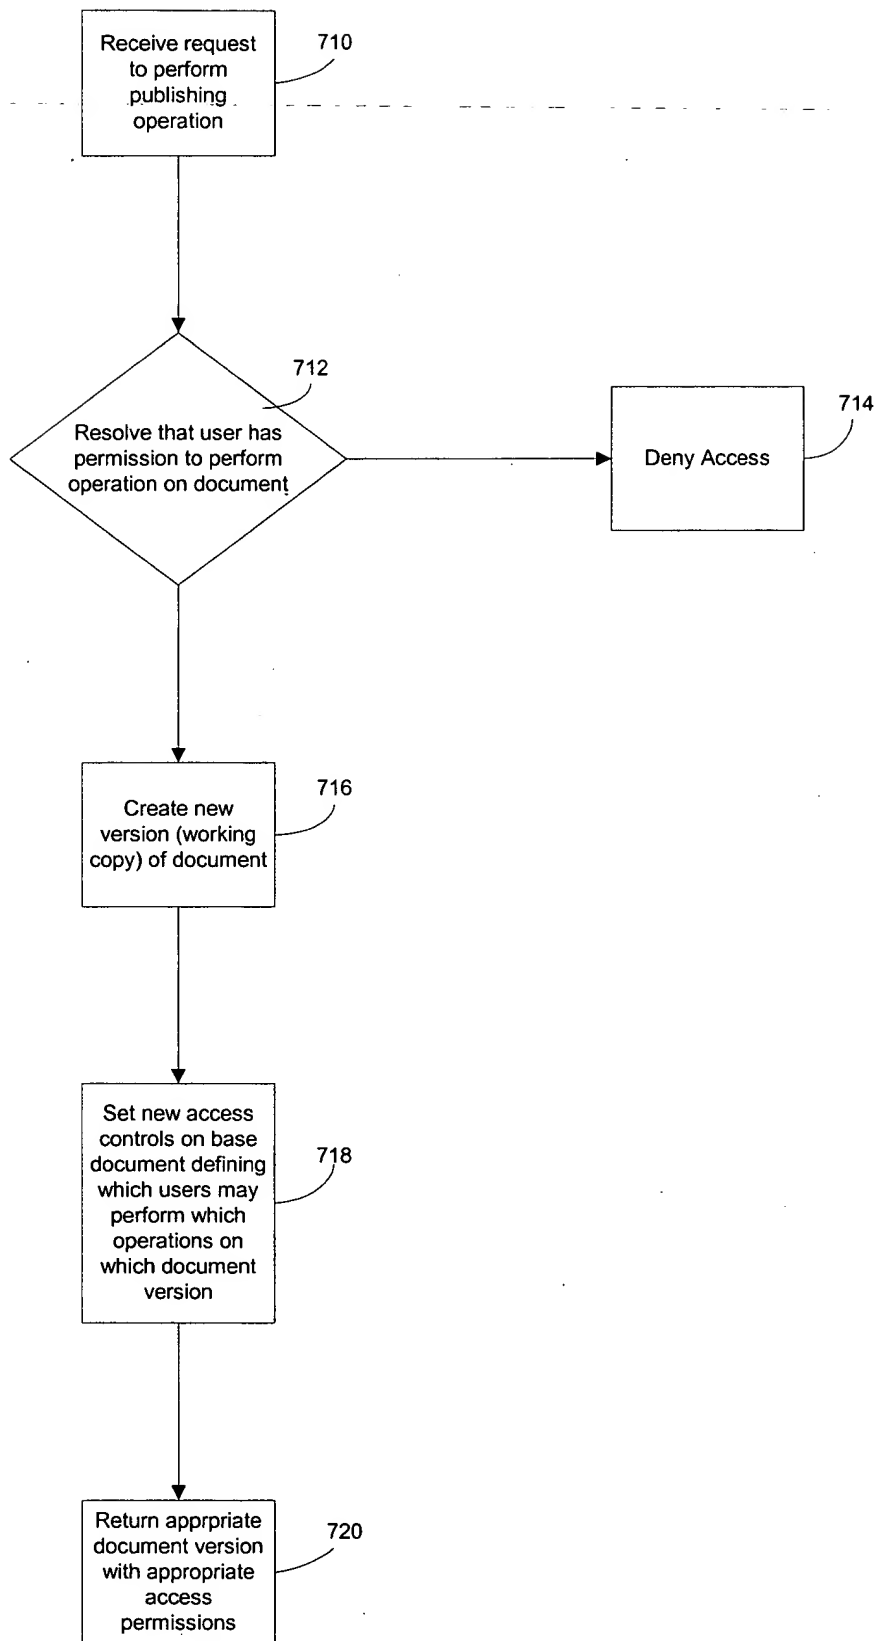 Receive request
to perform
publishing
operation
710
712
Resolve that user has
permission to perform
operation on document
Deny Access
714
Create new
version (working
copy) of document
716
Set new access
controls on base
document defining
which users may
perform which
operations on
which document
version
718
Return apprpriate
document version
with appropriate
access
permissions
720